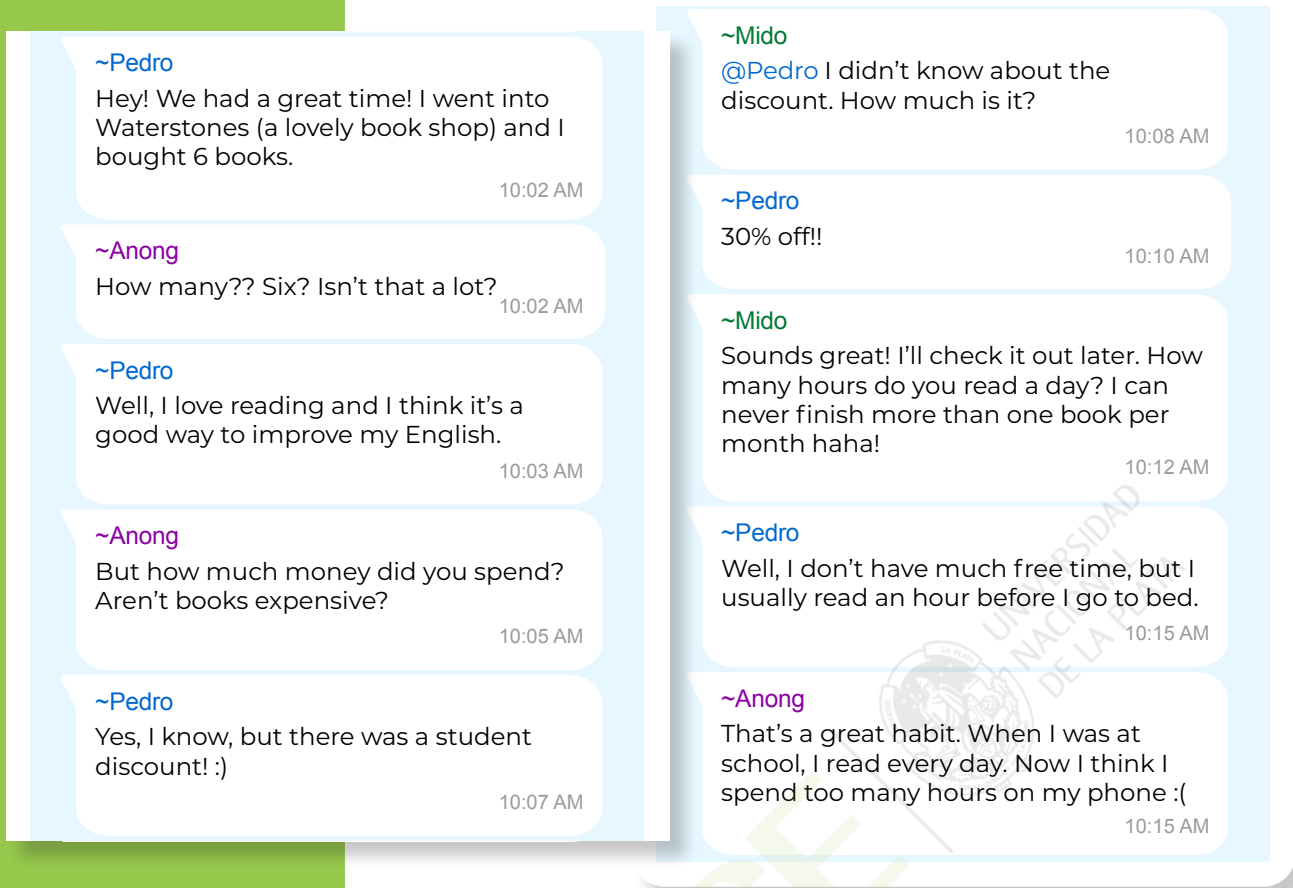 ~Pedro
Hey! We had a great time! I went into
Waterstones (a lovely book shop) and I
bought 6 books.
10:02 AM
~Anong
How many?? Six? Isn't that a lot?
10:02 AM
~Pedro
Well, I love reading and I think it's a
good way to improve my English.
10:03 AM
~Anong
But how much money did you spend?
Aren't books expensive?
10:05 AM
~Pedro
Yes, I know, but there was a student
discount! :)
10:07 AM
~Mido
@Pedro I didn't know about the
discount. How much is it?
10:08 AM
~Pedro
30% off!!
10:10 AM
~Mido
Sounds great! I'll check it out later. How
many hours do you read a day? I can
never finish more than one book per
month haha!
10:12 AM
~Pedro
Well, I don't have much free time, but I
usually read an hour before I go to bed.
10:15 AM
~Anong
That's a great habit. When I was at
school, I read every day. Now I think I
spend too many hours on my phone :(
10:15 AM
UNIVERSIDAD
NACIONAL
DE LA PLATA